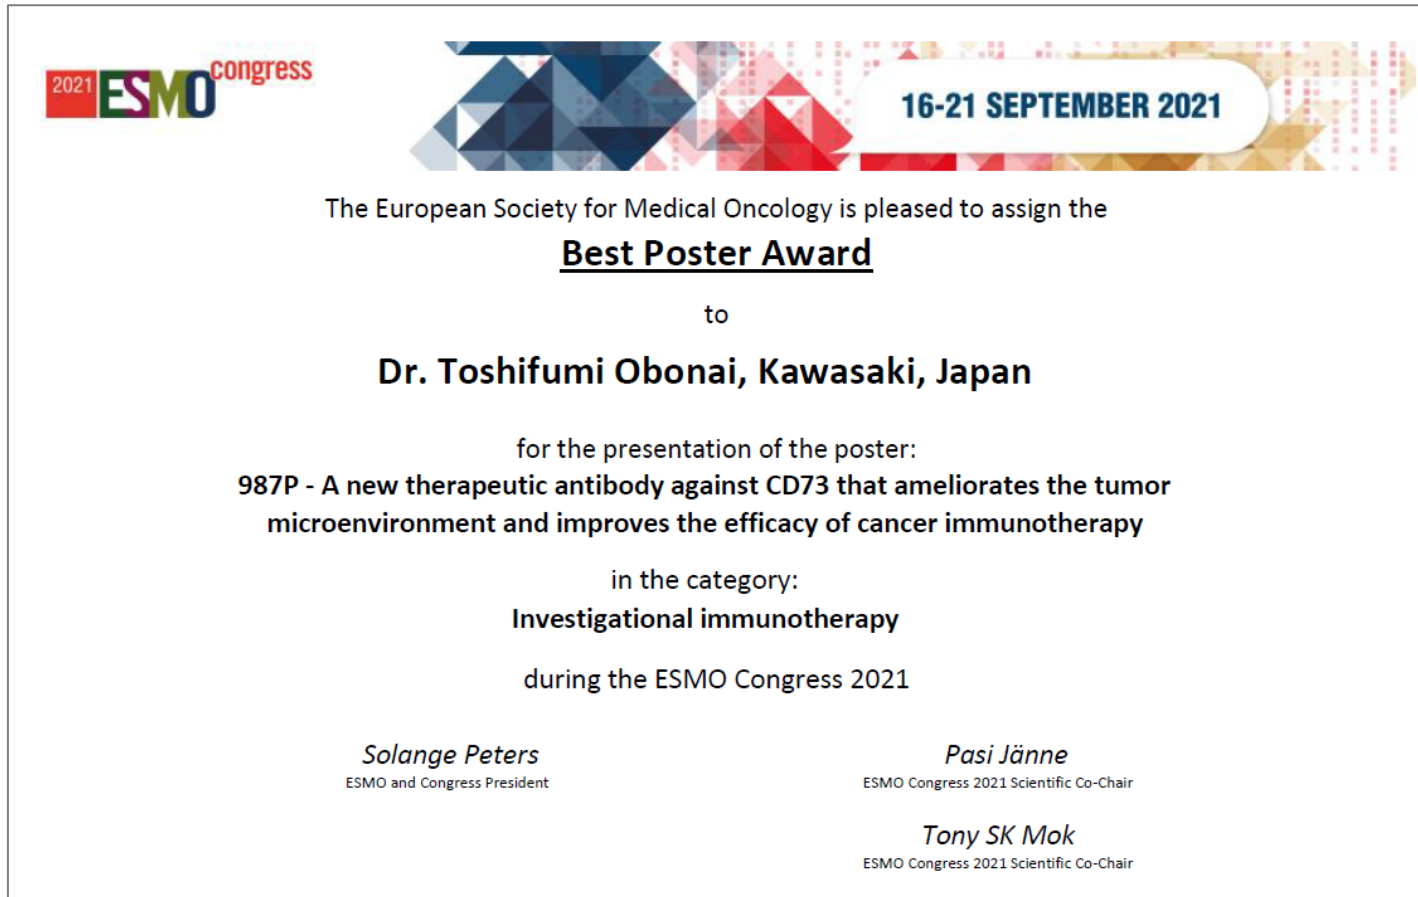 2021 ESMO congress
16-21 SEPTEMBER 2021
The European Society for Medical Oncology is pleased to assign the
Best Poster Award
to
Dr. Toshifumi Obonai, Kawasaki, Japan
for the presentation of the poster:
987P - A new therapeutic antibody against CD73 that ameliorates the tumor
microenvironment and improves the efficacy of cancer immunotherapy
in the category:
Investigational immunotherapy
during the ESMO Congress 2021
Solange Peters
ESMO and Congress President
Pasi Jänne
ESMO Congress 2021 Scientific Co-Chair
Tony SK Mok
ESMO Congress 2021 Scientific Co-Chair